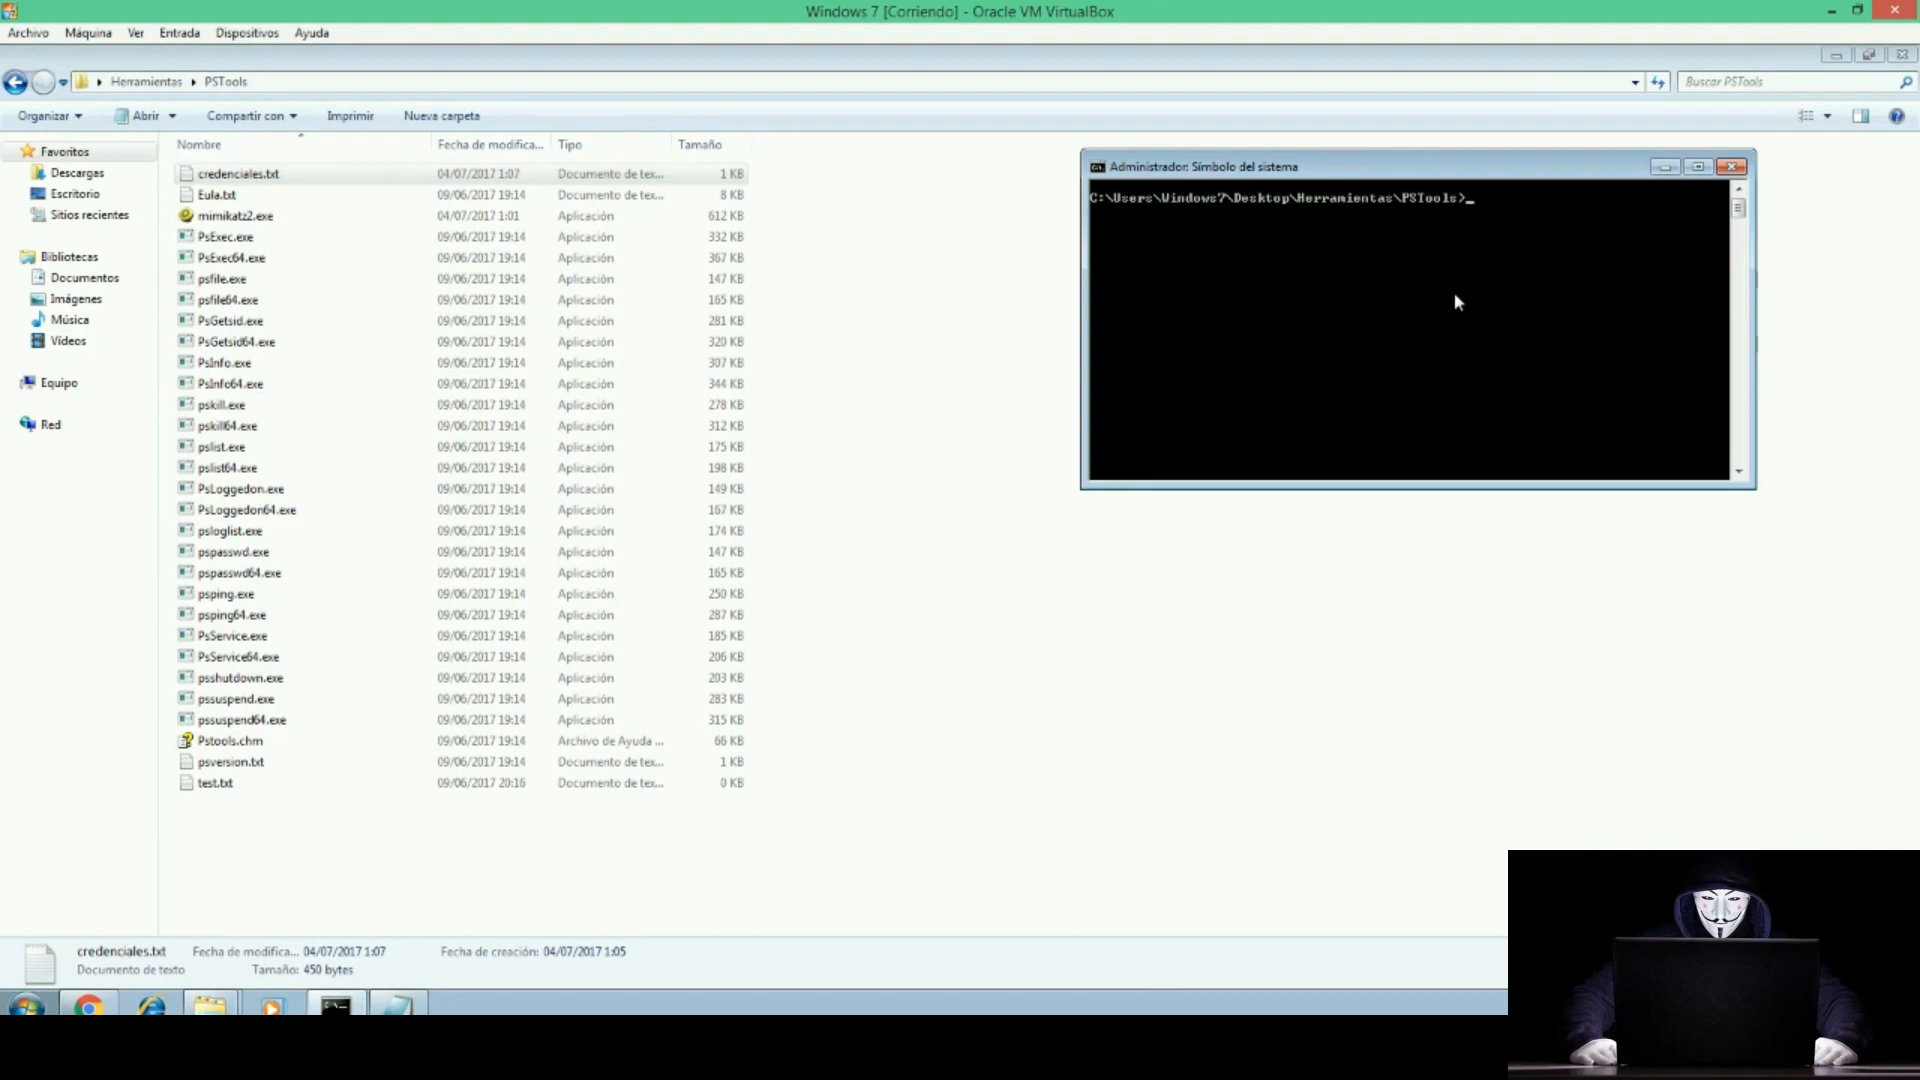 Windows 7 [Corriendo] - Oracle VM VirtualBox
Archivo Máquina Ver Entrada Dispositivos Ayuda
Herramientas PSTools Buscar PSTools
Organizar Abrir Compartir con Imprimir Nueva carpeta
Nombre Fecha de modifica... Tipo Tamaño
Favoritos
Descargas
Escritorio
Sitios recientes
Bibliotecas
Documentos
Imágenes
Música
Vídeos
Equipo
Red
credenciales.txt 04/07/2017 1:07 Documento de tex... 1 KB
Eula.txt 09/06/2017 19:14 Documento de tex... 8 KB
mimikatz2.exe 04/07/2017 1:01 Aplicación 612 KB
PsExec.exe 09/06/2017 19:14 Aplicación 332 KB
PsExec64.exe 09/06/2017 19:14 Aplicación 367 KB
psfile.exe 09/06/2017 19:14 Aplicación 147 KB
psfile64.exe 09/06/2017 19:14 Aplicación 165 KB
PsGetsid.exe 09/06/2017 19:14 Aplicación 281 KB
PsGetsid64.exe 09/06/2017 19:14 Aplicación 320 KB
PsInfo.exe 09/06/2017 19:14 Aplicación 307 KB
PsInfo64.exe 09/06/2017 19:14 Aplicación 344 KB
pskill.exe 09/06/2017 19:14 Aplicación 278 KB
pskill64.exe 09/06/2017 19:14 Aplicación 312 KB
pslist.exe 09/06/2017 19:14 Aplicación 175 KB
pslist64.exe 09/06/2017 19:14 Aplicación 198 KB
PsLoggedon.exe 09/06/2017 19:14 Aplicación 149 KB
PsLoggedon64.exe 09/06/2017 19:14 Aplicación 167 KB
psloglist.exe 09/06/2017 19:14 Aplicación 174 KB
pspasswd.exe 09/06/2017 19:14 Aplicación 147 KB
pspasswd64.exe 09/06/2017 19:14 Aplicación 165 KB
psping.exe 09/06/2017 19:14 Aplicación 250 KB
psping64.exe 09/06/2017 19:14 Aplicación 287 KB
PsService.exe 09/06/2017 19:14 Aplicación 185 KB
PsService64.exe 09/06/2017 19:14 Aplicación 206 KB
psshutdown.exe 09/06/2017 19:14 Aplicación 203 KB
pssuspend.exe 09/06/2017 19:14 Aplicación 283 KB
pssuspend64.exe 09/06/2017 19:14 Aplicación 315 KB
Pstools.chm 09/06/2017 19:14 Archivo de Ayuda ... 66 KB
psversion.txt 09/06/2017 19:14 Documento de tex... 1 KB
test.txt 09/06/2017 20:16 Documento de tex... 0 KB
Administrador: Símbolo del sistema
C:\Users\Windows7\Desktop\Herramientas\PSTools>_
credenciales.txt Fecha de modifica... 04/07/2017 1:07 Fecha de creación: 04/07/2017 1:05
Documento de texto Tamaño: 450 bytes